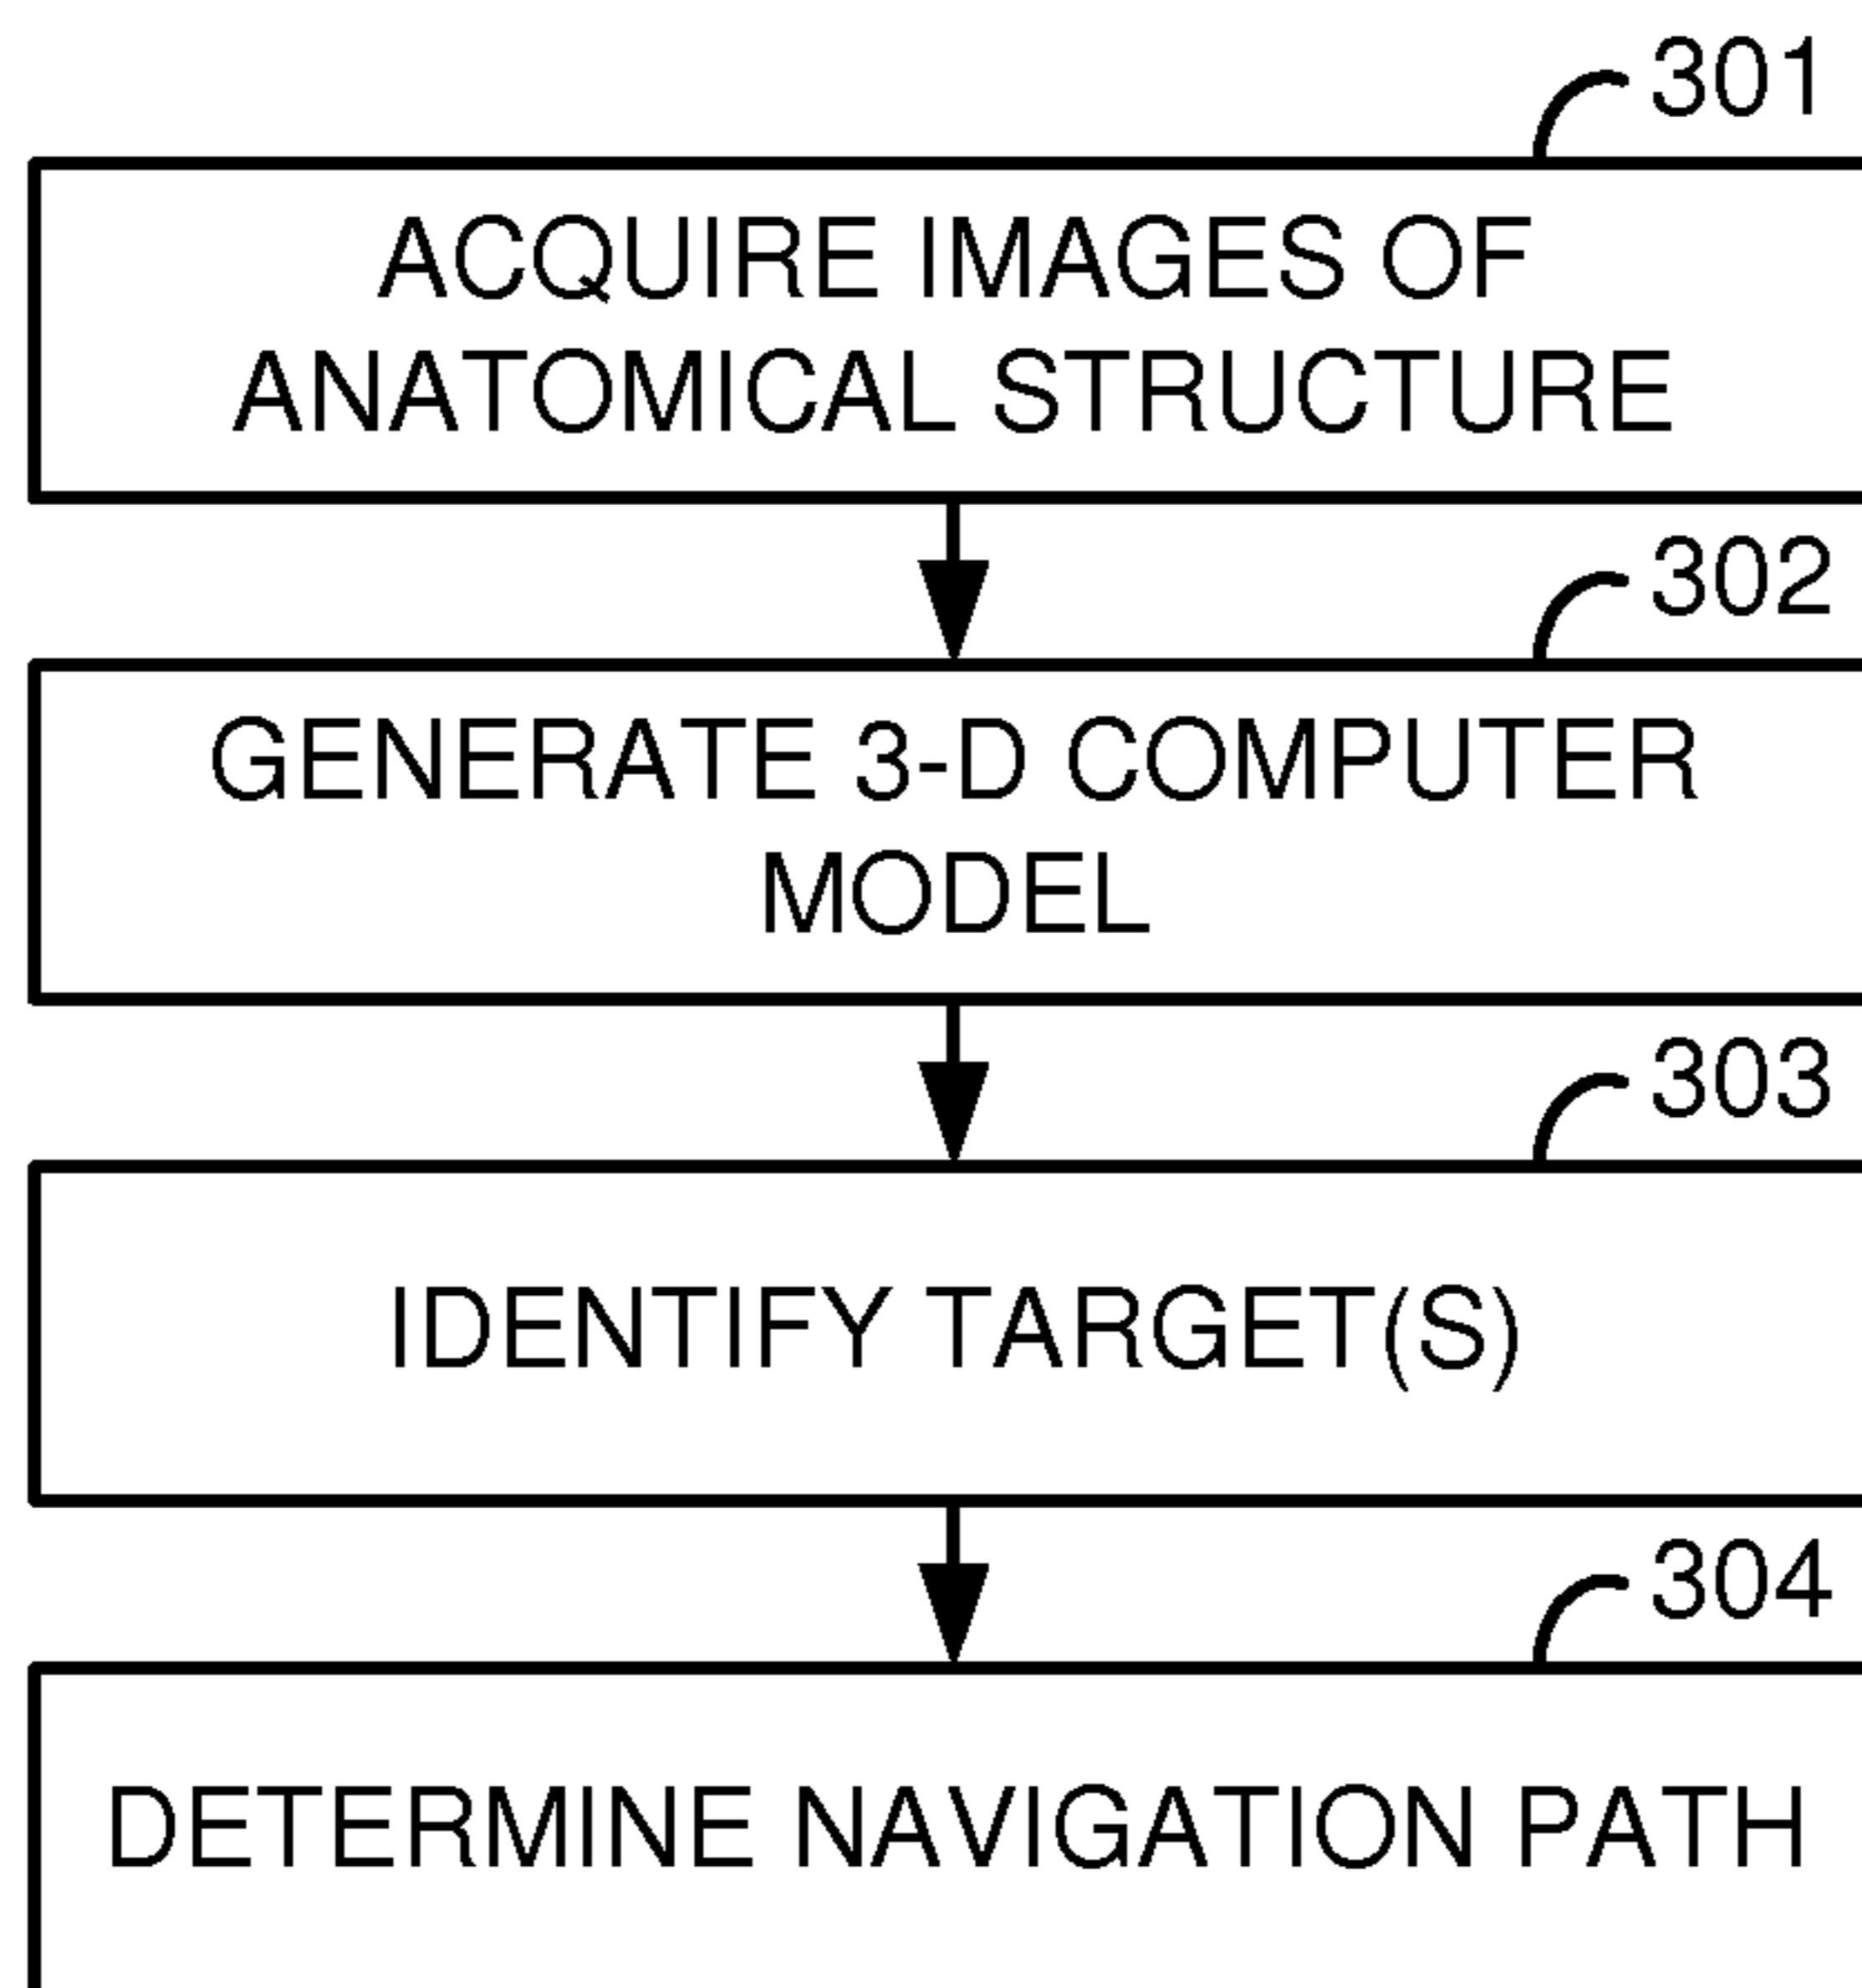 301
ACQUIRE IMAGES OF
ANATOMICAL STRUCTURE
302
GENERATE 3-D COMPUTER
MODEL
303
IDENTIFY TARGET(S)
304
DETERMINE NAVIGATION PATH